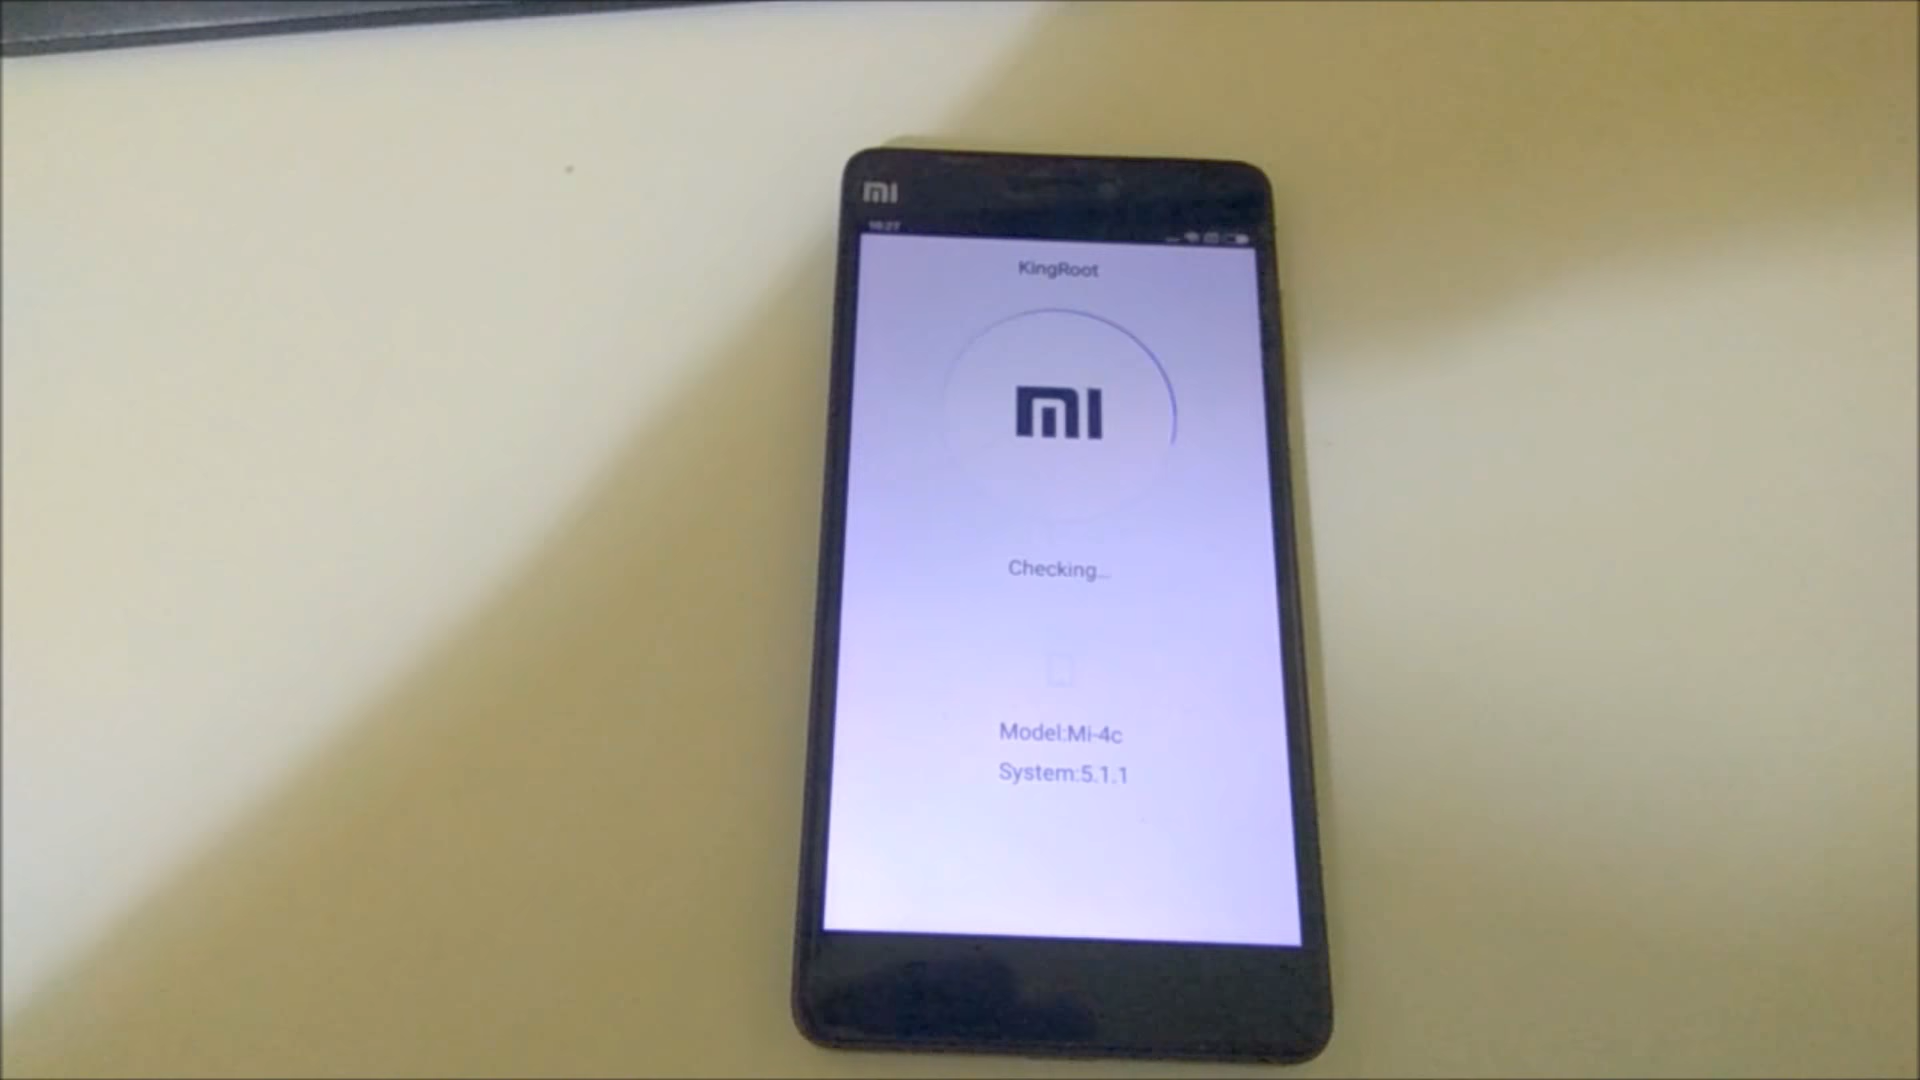 mi
KingRoot
mi
Checking...
Model:Mi-4c
System:5.1.1